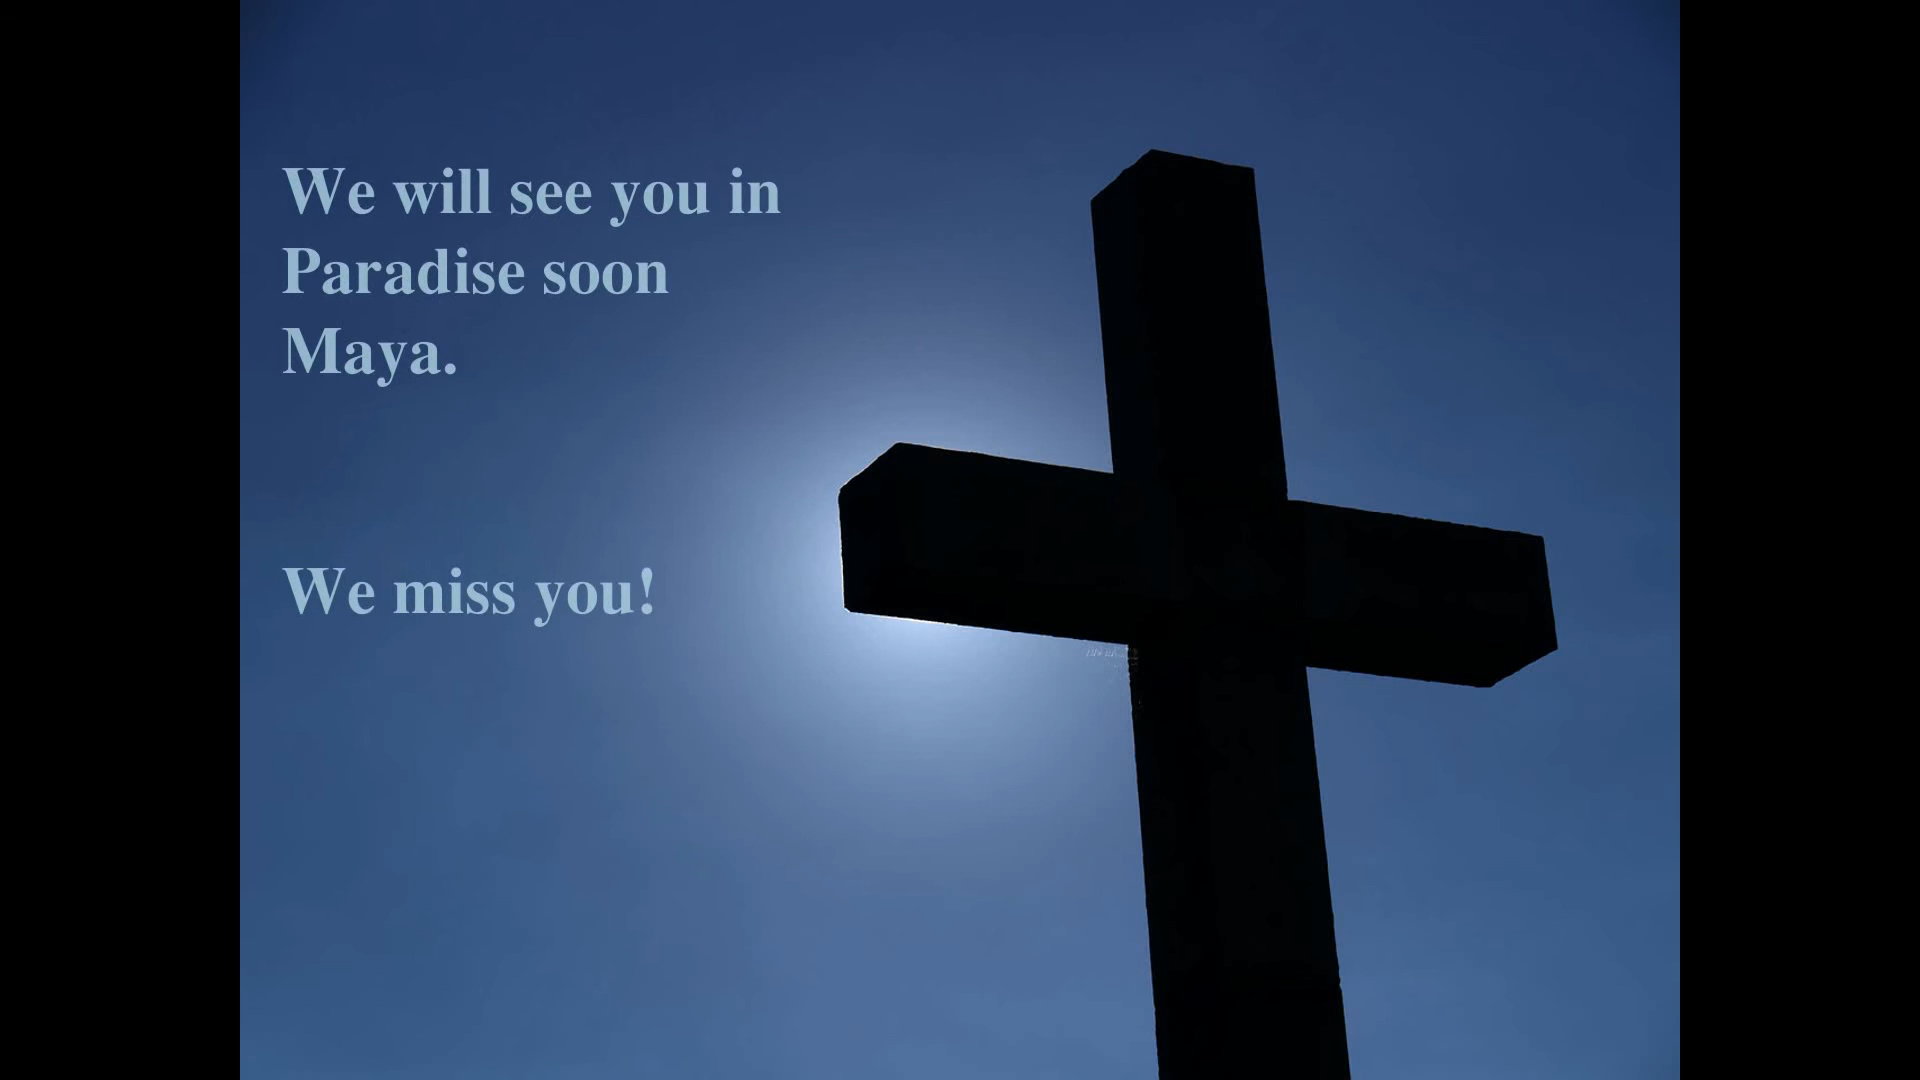 We will see you in
Paradise soon
Maya.
We miss you!